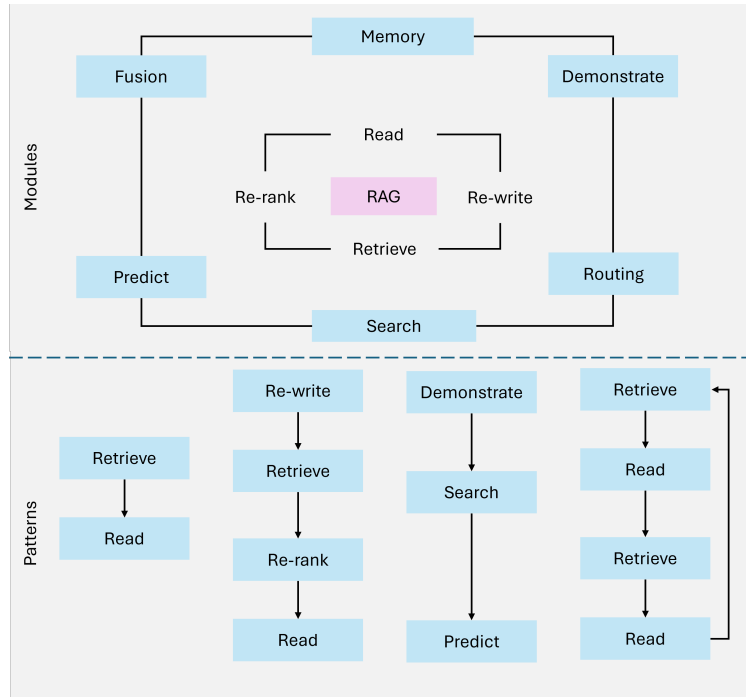 Modules
Memory
Fusion
Demonstrate
Read
Re-rank
RAG
Re-write
Retrieve
Predict
Routing
Search
Patterns
Retrieve
Read
Re-write
Retrieve
Re-rank
Read
Demonstrate
Search
Predict
Retrieve
Read
Retrieve
Read